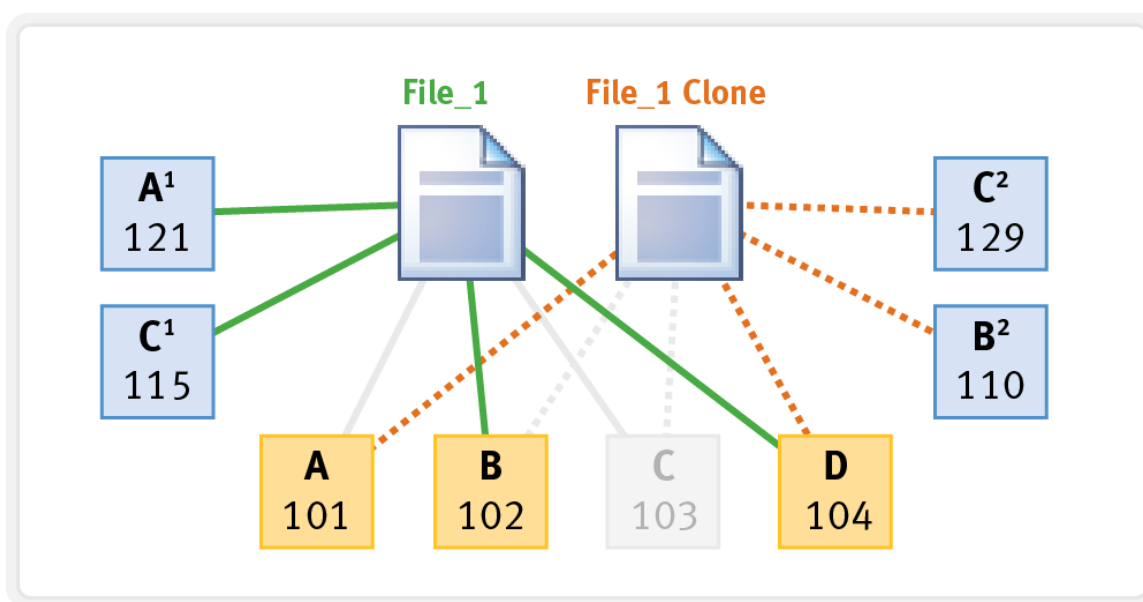 File_1
File_1 Clone
A¹
121
C²
129
C¹
115
B²
110
A
101
B
102
C
103
D
104